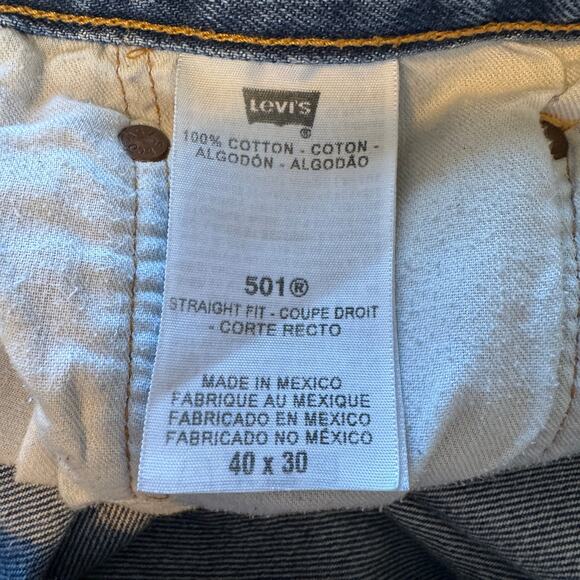 Levi's
®
100% COTTON - COTON -
ALGODÓN - ALGODÃO
501®
STRAIGHT FIT - COUPE DROIT
- CORTE RECTO
MADE IN MEXICO
FABRIQUE AU MEXIQUE
FABRICADO EN MEXICO
FABRICADO NO MÉXICO
40 x 30